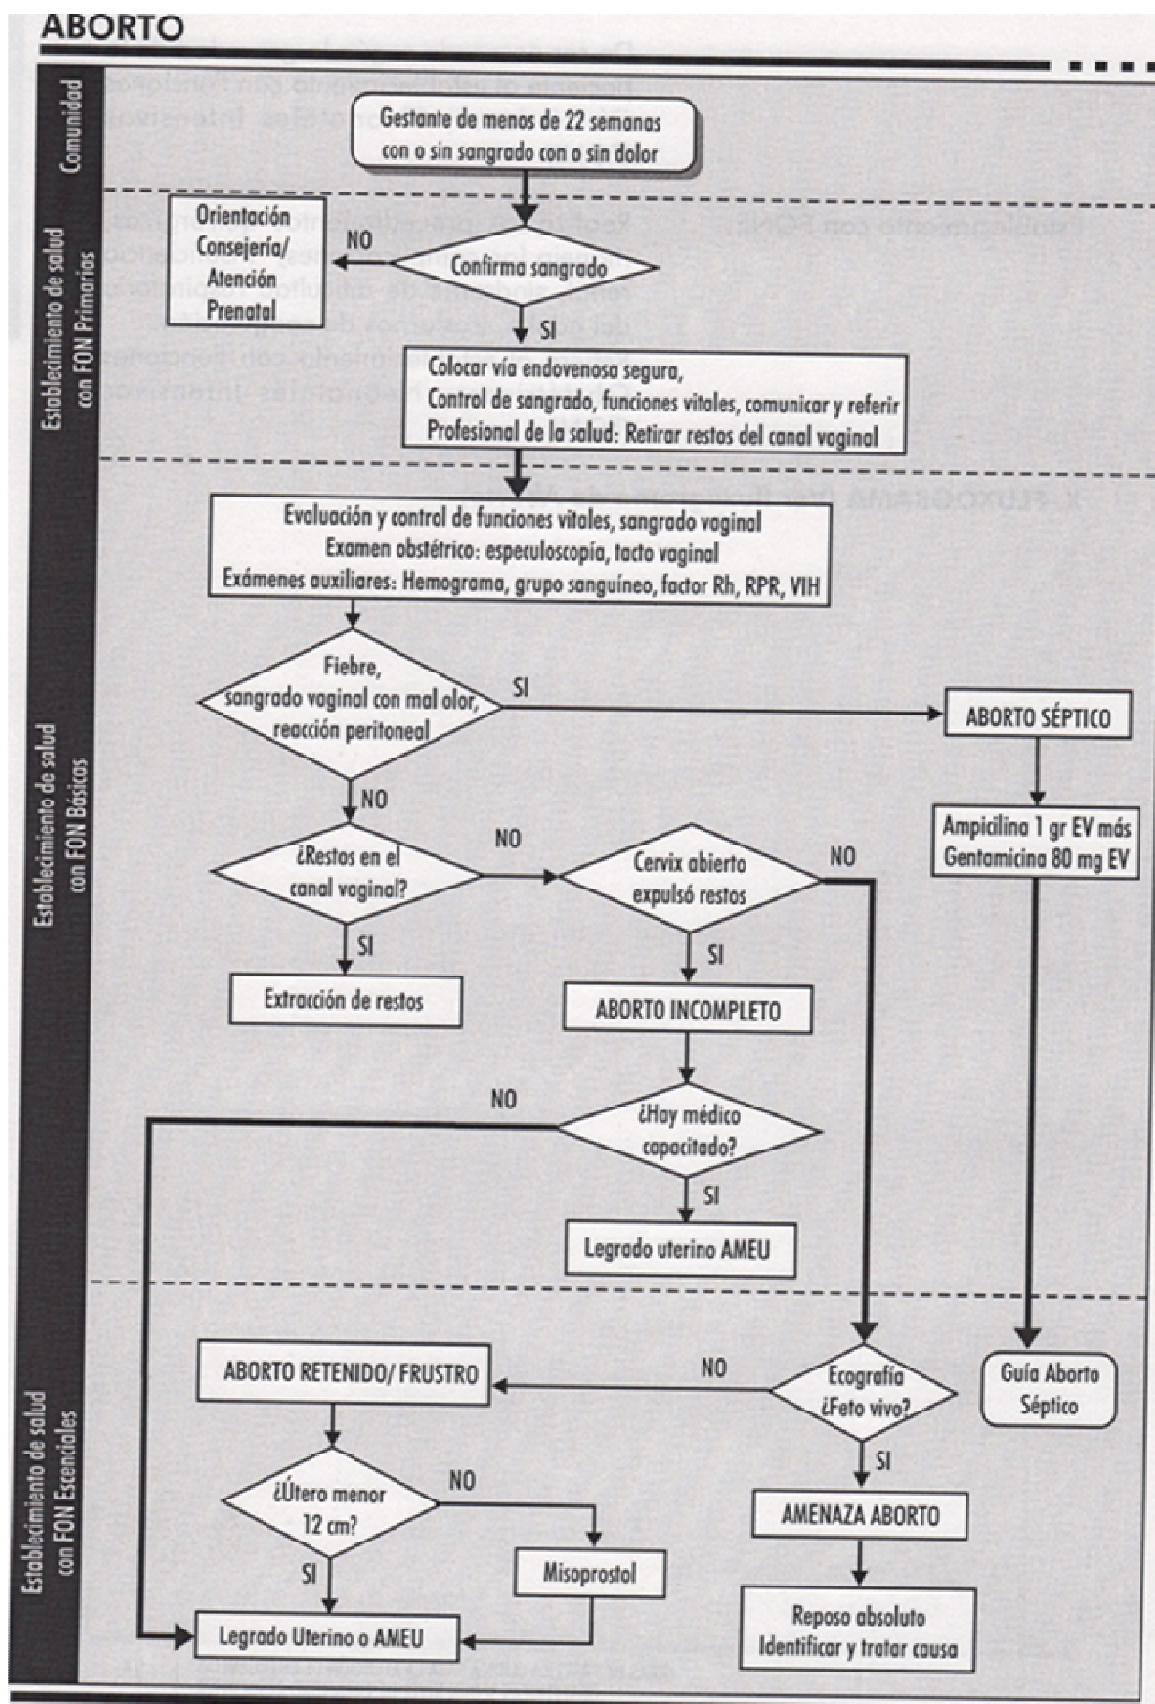 ABORTO
Comunidad
Gestante de menos de 22 semanas
con o sin sangrado con o sin dolor
Establecimiento de salud
con FON Primarias
Orientación
Consejería/
Atención
Prenatal
NO
Confirma sangrado
SI
Colocar vía endovenosa segura,
Control de sangrado, funciones vitales, comunicar y referir
Profesional de la salud: Retirar restos del canal vaginal
Establecimiento de salud
con FON Básicas
Evaluación y control de funciones vitales, sangrado vaginal
Examen obstétrico: especuloscopía, tacto vaginal
Exámenes auxiliares: Hemograma, grupo sanguíneo, factor Rh, RPR, VIH
Fiebre,
sangrado vaginal con mal olor,
reacción peritoneal
SI
ABORTO SÉPTICO
NO
Ampicilina 1 gr EV más
Gentamicina 80 mg EV
¿Restos en el
canal vaginal?
NO
Cervix abierto
expulsó restos
NO
SI
Extracción de restos
SI
ABORTO INCOMPLETO
¿Hay médico
capacitado?
NO
SI
Legrado uterino AMEU
Establecimiento de salud
con FON Escenciales
ABORTO RETENIDO/ FRUSTRO
NO
Ecografía
¿Feto vivo?
Guía Aborto
Séptico
SI
¿Útero menor
12 cm?
NO
AMENAZA ABORTO
SI
Misoprostol
Legrado Uterino o AMEU
Reposo absoluto
Identificar y tratar causa